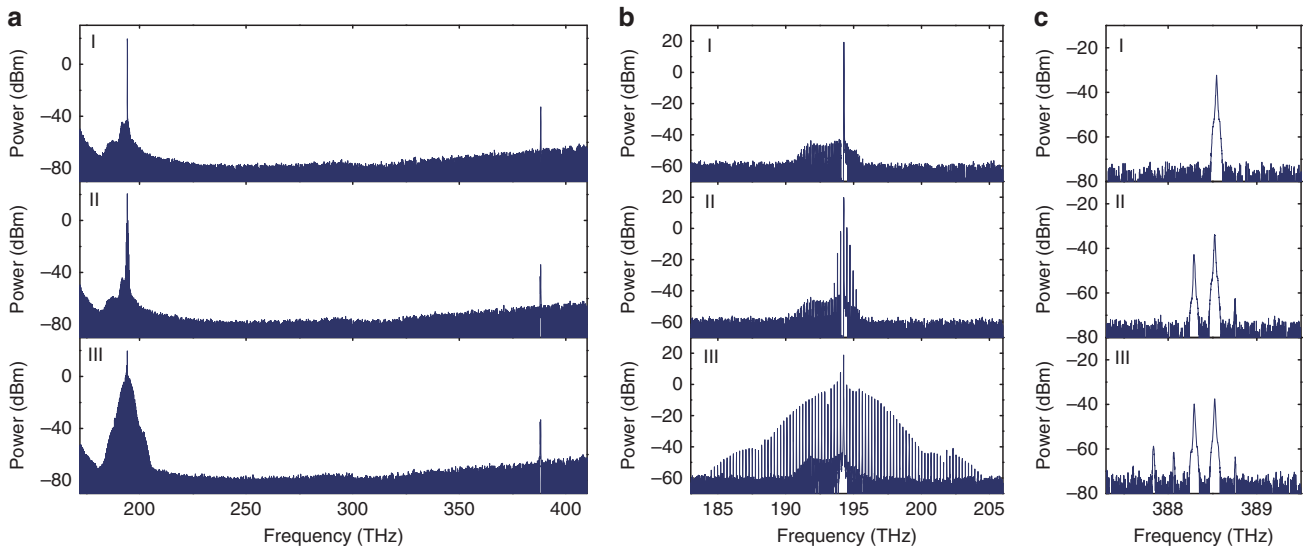 a
I
II
III
0
–40
–80
0
–40
–80
0
–40
–80
Power (dBm)
Power (dBm)
Power (dBm)
200
250
300
350
400
Frequency (THz)
b
I
II
III
20
0
–20
–40
–60
20
0
–20
–40
–60
20
0
–20
–40
–60
Power (dBm)
Power (dBm)
Power (dBm)
185
190
195
200
205
Frequency (THz)
c
I
II
III
–20
–40
–60
–80
–20
–40
–60
–80
–20
–40
–60
–80
Power (dBm)
Power (dBm)
Power (dBm)
388
389
Frequency (THz)